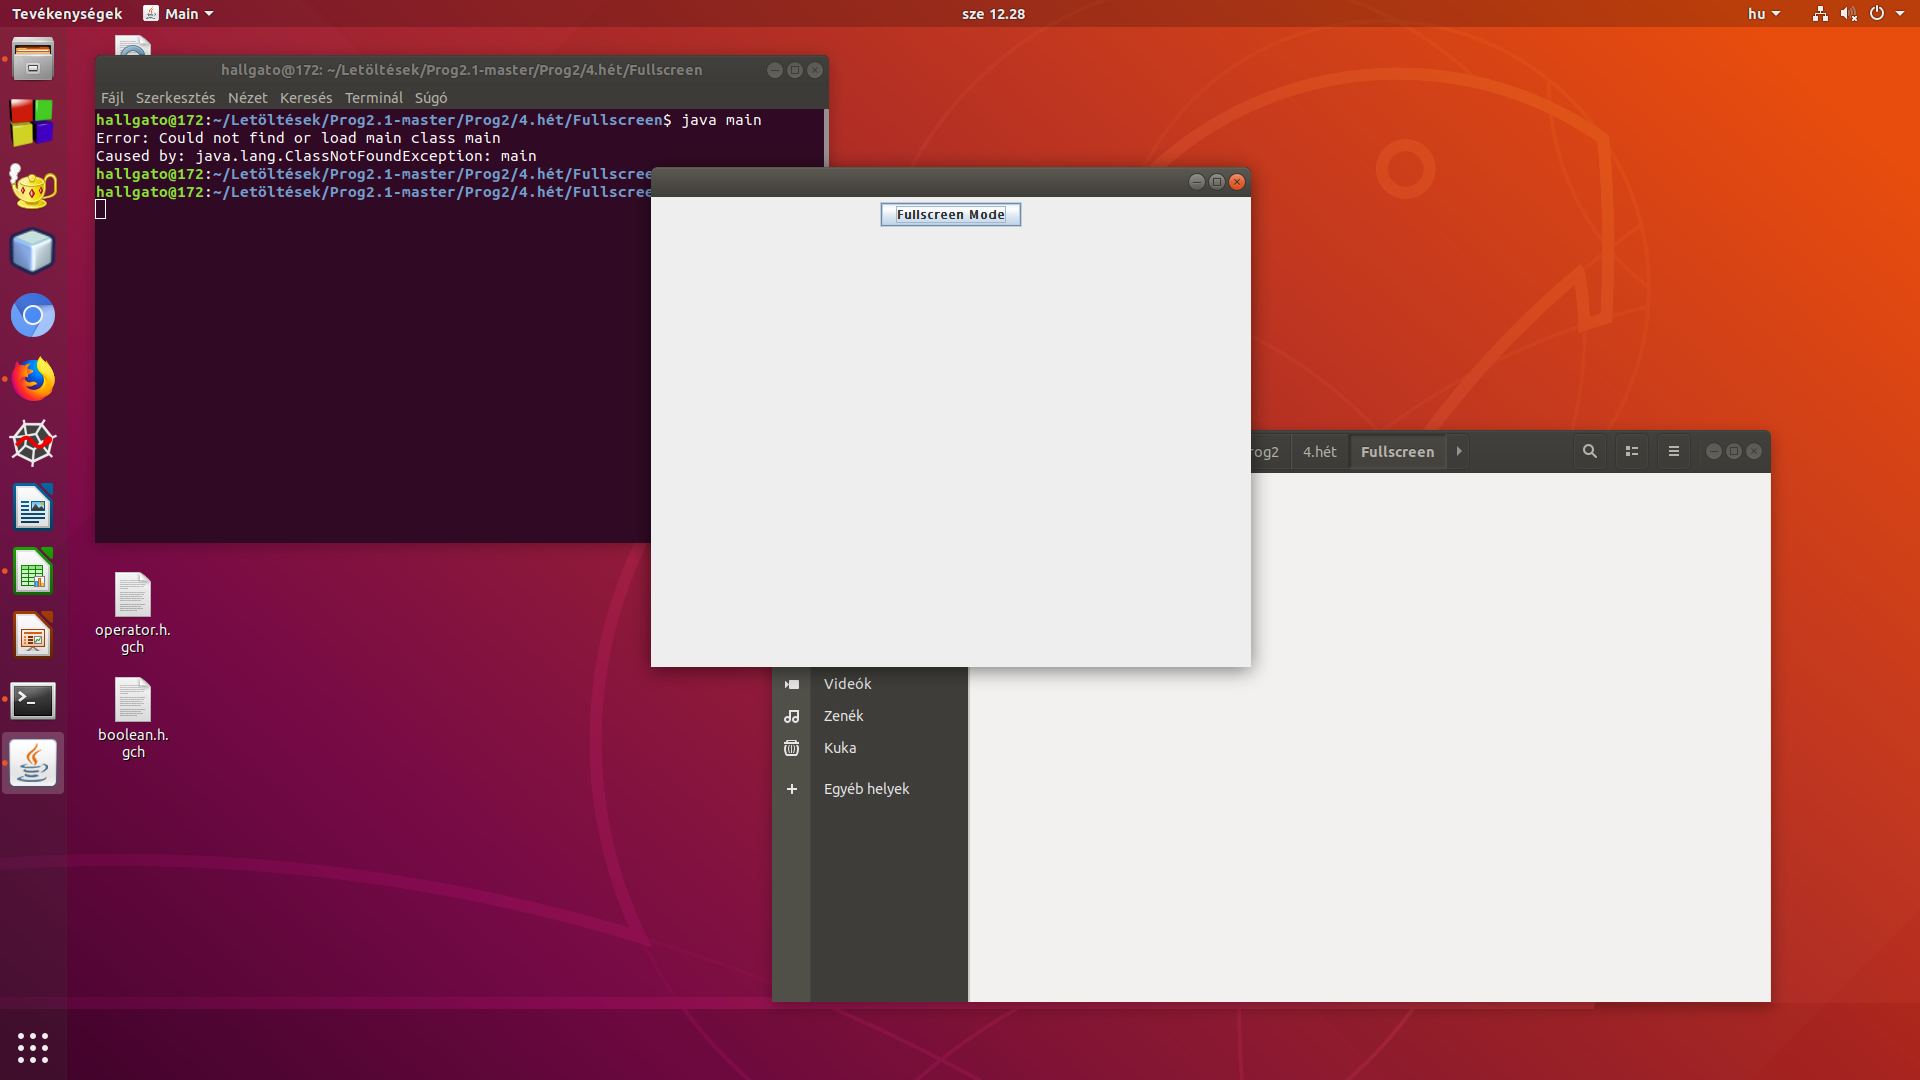 Tevékenységek Main sze 12.28 hu
hallgato@172: ~/Letöltések/Prog2.1-master/Prog2/4.hét/Fullscreen
Fájl Szerkesztés Nézet Keresés Terminál Súgó
hallgato@172:~/Letöltések/Prog2.1-master/Prog2/4.hét/Fullscreen$ java main
Error: Could not find or load main class main
Caused by: java.lang.ClassNotFoundException: main
hallgato@172:~/Letöltések/Prog2.1-master/Prog2/4.hét/Fullscree
hallgato@172:~/Letöltések/Prog2.1-master/Prog2/4.hét/Fullscree
Fullscreen Mode
rog2 4.hét Fullscreen
operator.h.
gch
boolean.h.
gch
Videók
Zenék
Kuka
Egyéb helyek